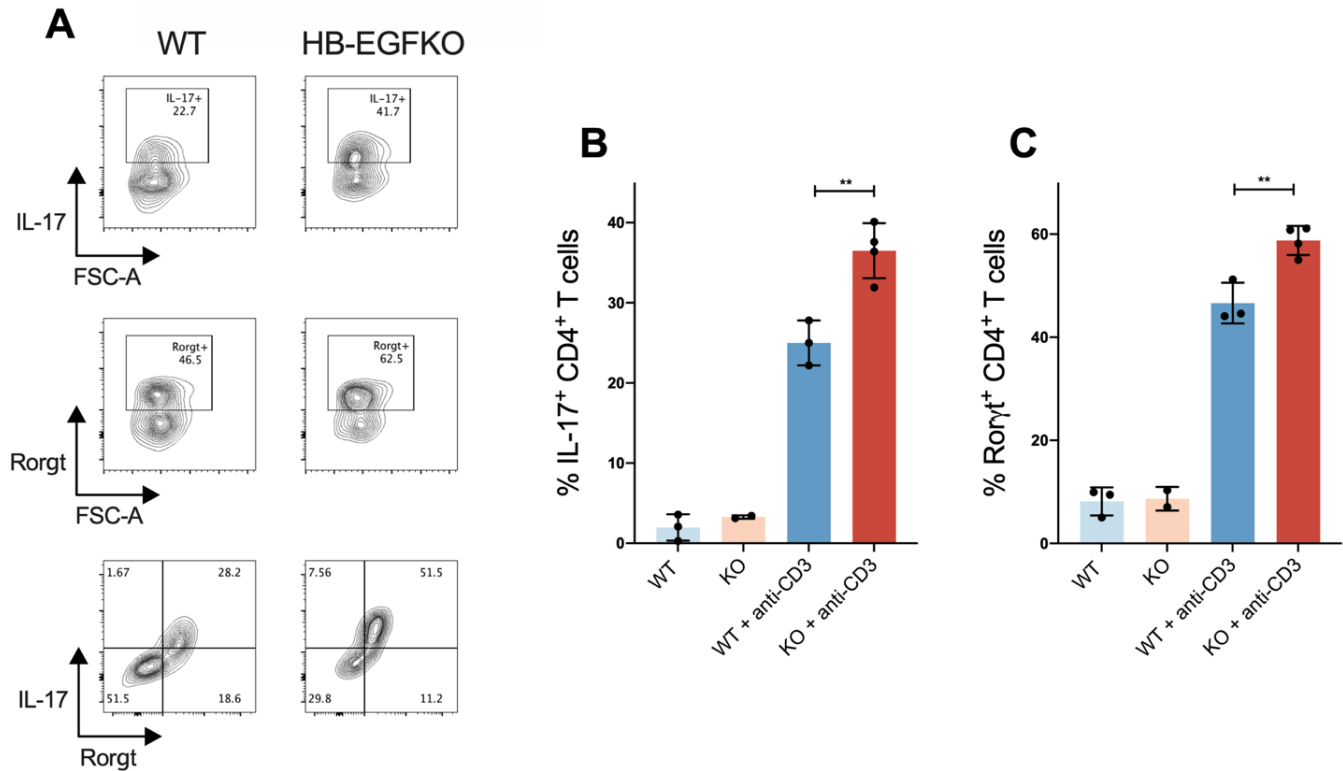 A
WT
HB-EGFKO
IL-17+
22.7
IL-17+
41.7
IL-17
FSC-A
Rorgt+
46.5
Rorgt+
62.5
Rorgt
FSC-A
1.67
28.2
51.5
18.6
7.56
51.5
29.8
11.2
IL-17
Rorgt
B
% IL-17⁺ CD4⁺ T cells
40
30
20
10
0
**
WT
KO
WT + anti-CD3
KO + anti-CD3
C
% Rorγt⁺ CD4⁺ T cells
60
40
20
0
**
WT
KO
WT + anti-CD3
KO + anti-CD3